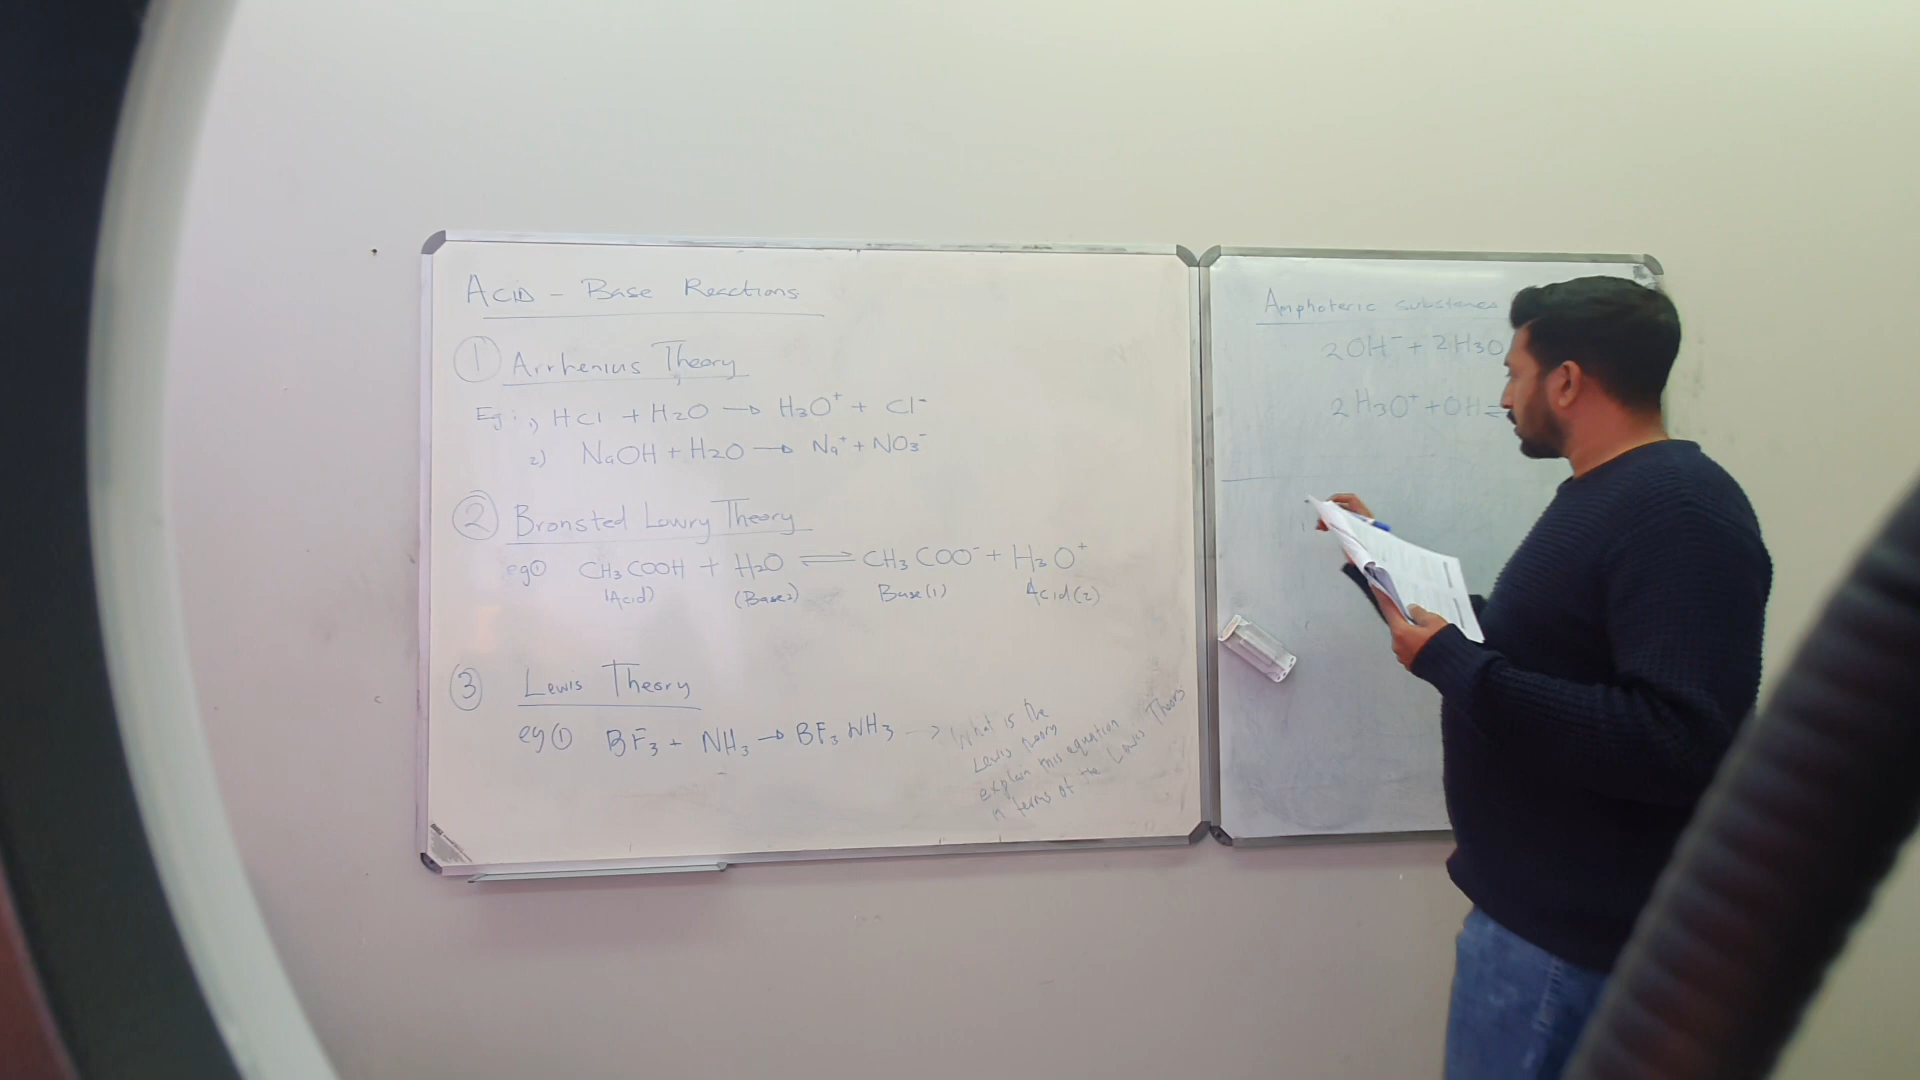 Acid - Base Reactions
① Arrhenius Theory
Eg: 1) HCl + H2O → H3O+ + Cl-
2) NaOH + H2O → Na+ + NO3-
② Bronsted Lowry Theory
eg① CH3COOH + H2O ⇌ CH3COO- + H3O+
(Acid) (Base2) Base(1) Acid(2)
③ Lewis Theory
eg① BF3 + NH3 → BF3NH3 → What is the
Lewis theory
explain this equation
in terms of the Lewis Theory
Amphoteric substances
2OH- + 2H3O
2H3O+ + OH ⇌